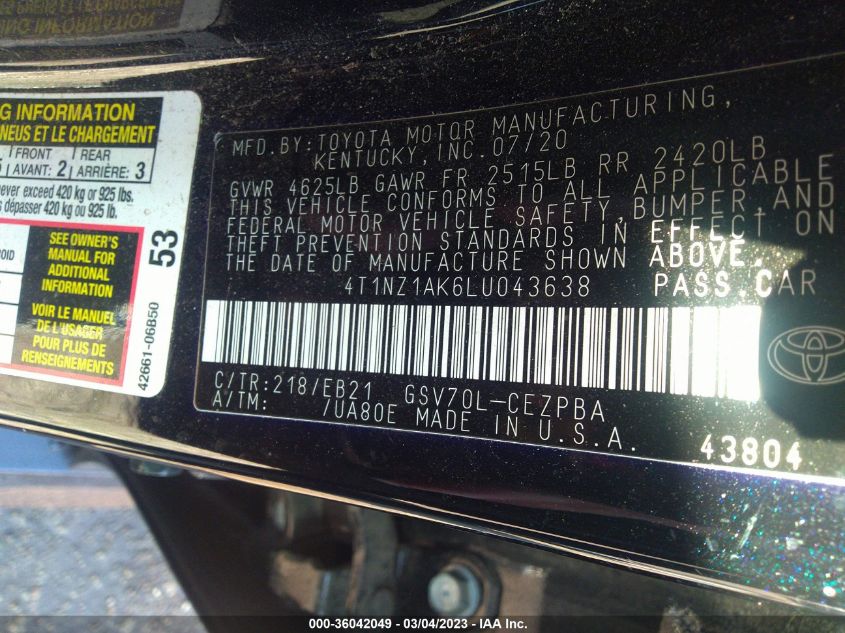 NG INFORMATION
PNEUS ET LE CHARGEMENT
FRONT REAR
AVANT: 2 ARRIÈRE: 3
never exceed 420 kg or 925 lbs.
dépasser 420 kg ou 925 lb.
SEE OWNER'S
MANUAL FOR
ADDITIONAL
INFORMATION
VOIR LE MANUEL
DE L'USAGER
POUR PLUS DE
RENSEIGNEMENTS
53
42661-06B50
MFD.BY:TOYOTA MOTOR MANUFACTURING,
KENTUCKY, INC. 07/20
GVWR 4625LB GAWR FR 2515LB RR 2420LB
THIS VEHICLE CONFORMS TO ALL APPLICABLE
FEDERAL MOTOR VEHICLE SAFETY, BUMPER AND
THEFT PREVENTION STANDARDS IN EFFECT ON
THE DATE OF MANUFACTURE SHOWN ABOVE.
4T1NZ1AK6LU043638 PASS CAR
C/TR:218/EB21 GSV70L-CEZPBA
A/TM: /UA80E MADE IN U.S.A.
43804
000-36042049 - 03/04/2023 - IAA Inc.